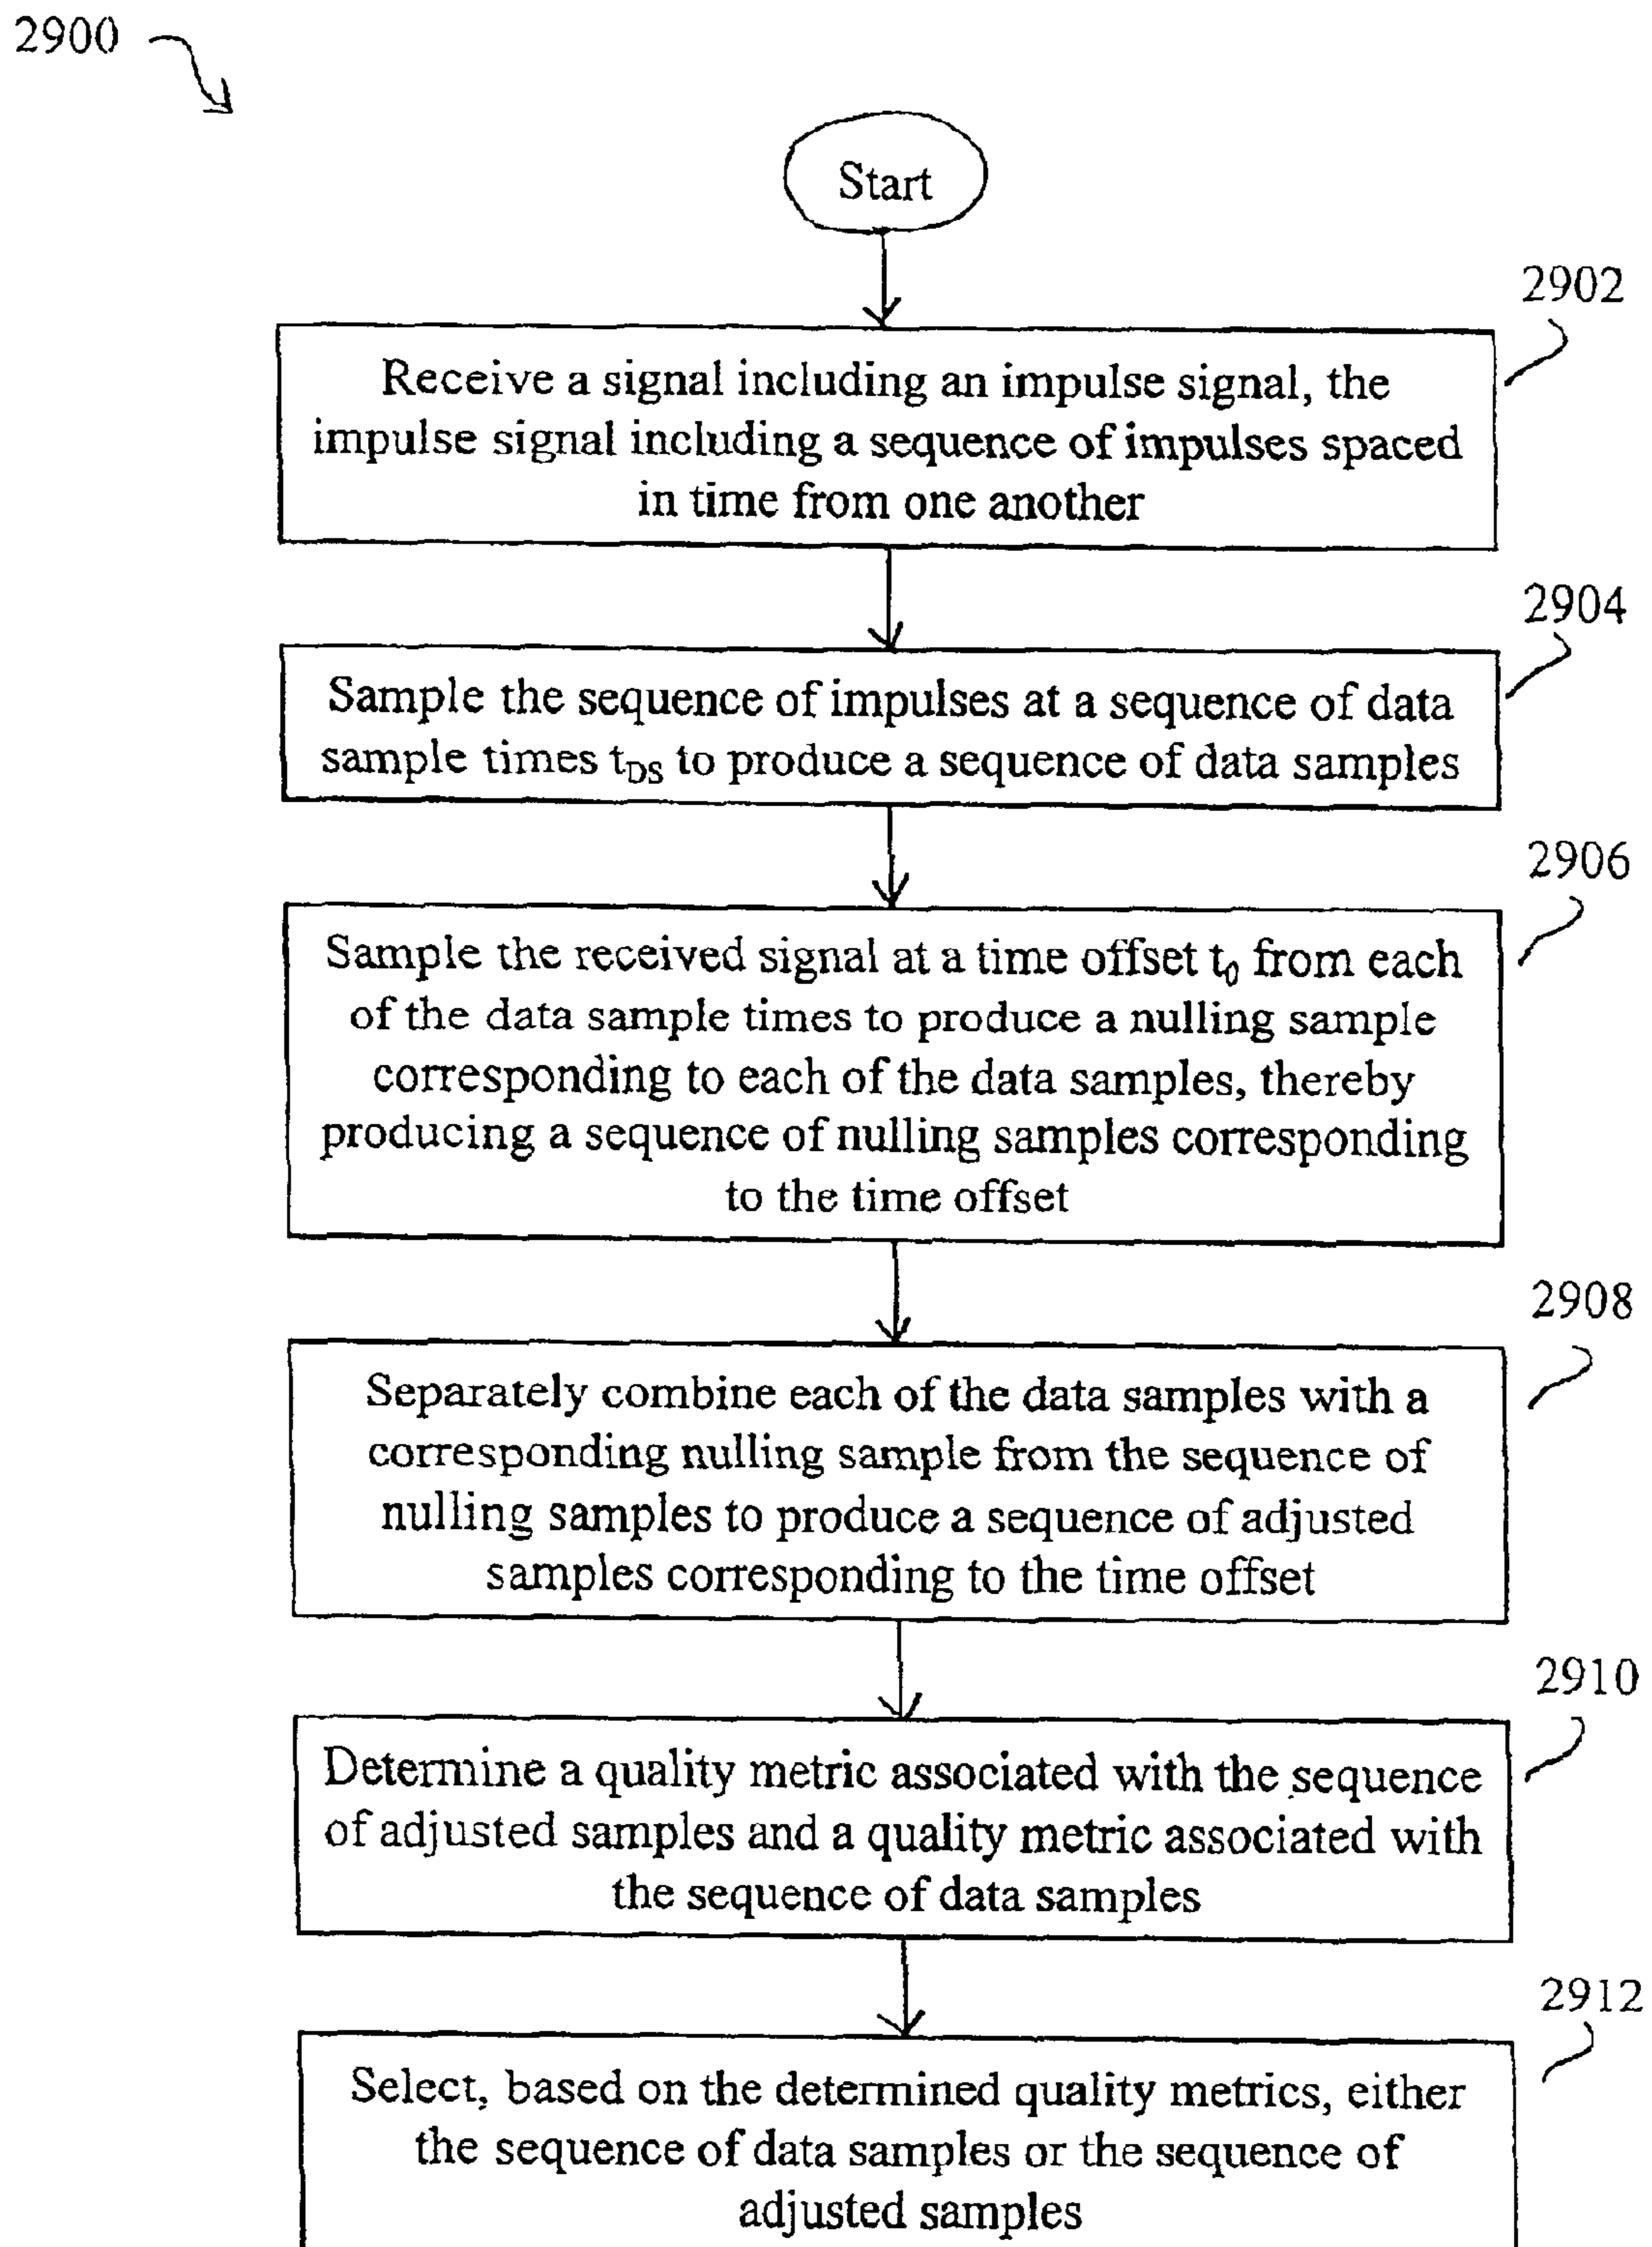 2900
Start
2902
Receive a signal including an impulse signal, the
impulse signal including a sequence of impulses spaced
in time from one another
2904
Sample the sequence of impulses at a sequence of data
sample times t_DS to produce a sequence of data samples
2906
Sample the received signal at a time offset t_0 from each
of the data sample times to produce a nulling sample
corresponding to each of the data samples, thereby
producing a sequence of nulling samples corresponding
to the time offset
2908
Separately combine each of the data samples with a
corresponding nulling sample from the sequence of
nulling samples to produce a sequence of adjusted
samples corresponding to the time offset
2910
Determine a quality metric associated with the sequence
of adjusted samples and a quality metric associated with
the sequence of data samples
2912
Select, based on the determined quality metrics, either
the sequence of data samples or the sequence of
adjusted samples